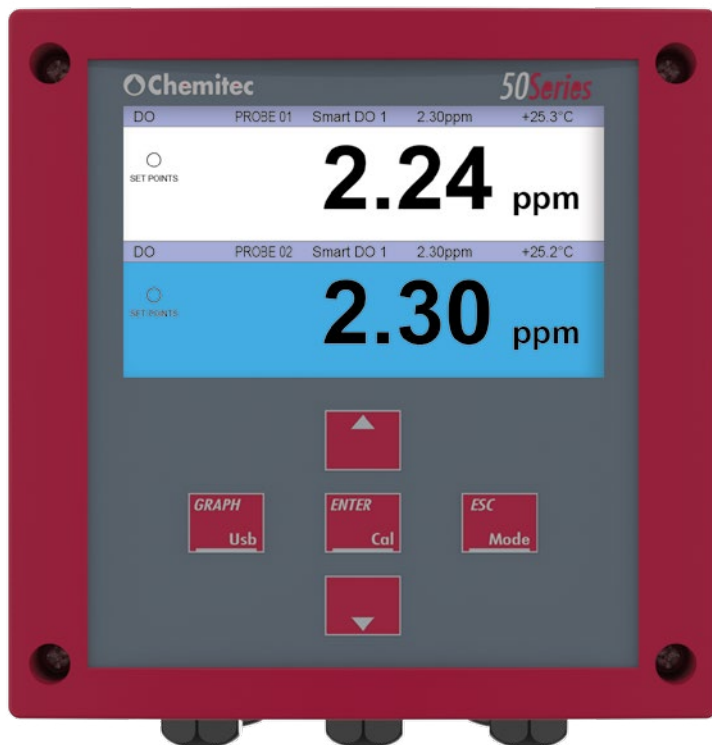 Chemitec 50Series
DO PROBE 01 Smart DO 1 2.30ppm +25.3°C
SET POINTS
2.24 ppm
DO PROBE 02 Smart DO 1 2.30ppm +25.2°C
SET POINTS
2.30 ppm
GRAPH ENTER ESC
Usb Cal Mode